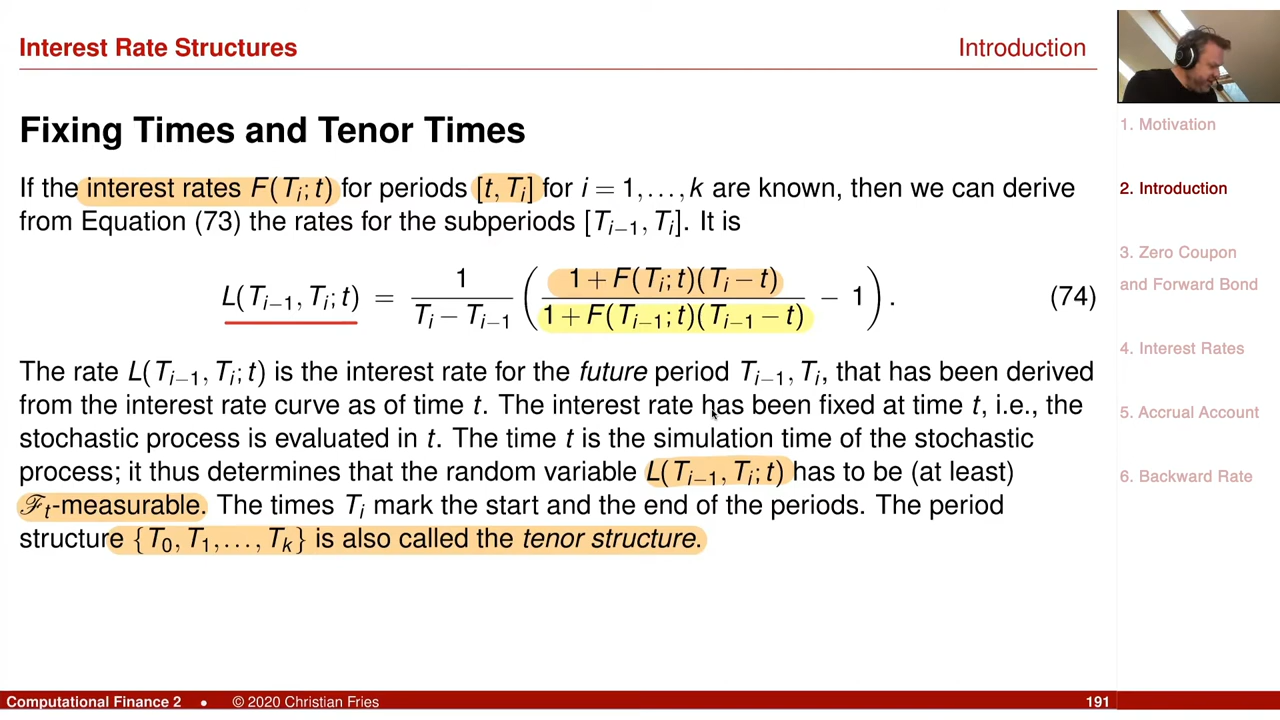 Interest Rate Structures
Introduction
Fixing Times and Tenor Times
If the interest rates F(T_i; t) for periods [t, T_i] for i = 1, . . . , k are known, then we can derive
from Equation (73) the rates for the subperiods [T_{i−1}, T_i]. It is
L(T_{i−1}, T_i; t) = \frac{1}{T_i − T_{i−1}} \left( \frac{1 + F(T_i; t)(T_i − t)}{1 + F(T_{i−1}; t)(T_{i−1} − t)} − 1 \right). (74)
The rate L(T_{i−1}, T_i; t) is the interest rate for the future period T_{i−1}, T_i, that has been derived
from the interest rate curve as of time t. The interest rate has been fixed at time t, i.e., the
stochastic process is evaluated in t. The time t is the simulation time of the stochastic
process; it thus determines that the random variable L(T_{i−1}, T_i; t) has to be (at least)
ℱ_t-measurable. The times T_i mark the start and the end of the periods. The period
structure {T_0, T_1, . . . , T_k} is also called the tenor structure.
1. Motivation
2. Introduction
3. Zero Coupon
and Forward Bond
4. Interest Rates
5. Accrual Account
6. Backward Rate
Computational Finance 2 • © 2020 Christian Fries
191